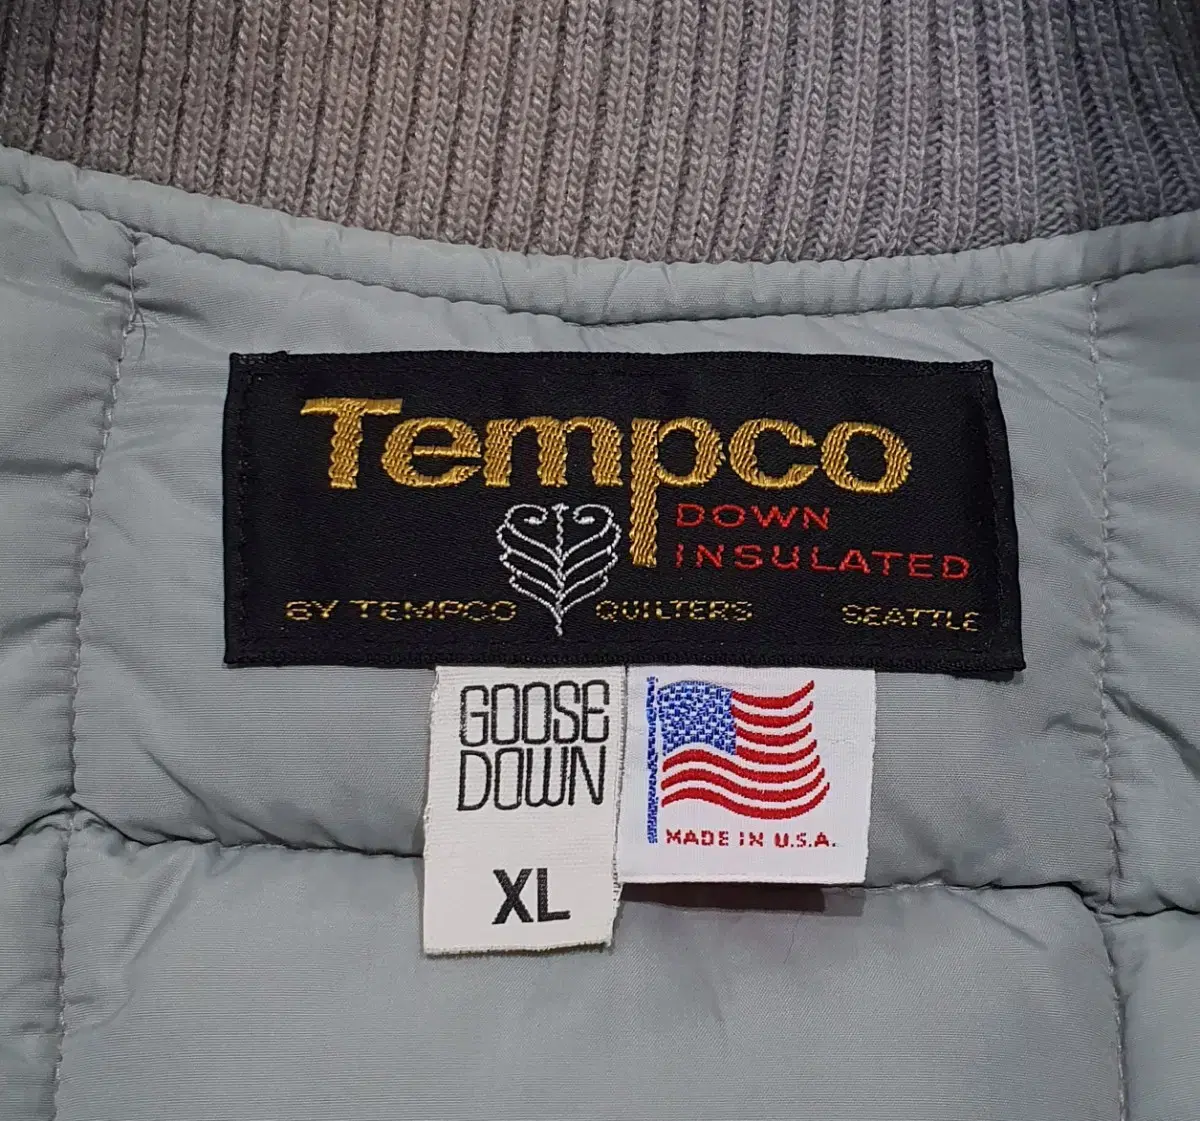 Tempco
DOWN
INSULATED
BY TEMPCO QUILTERS SEATTLE
GOOSE
DOWN
XL
MADE IN U.S.A.